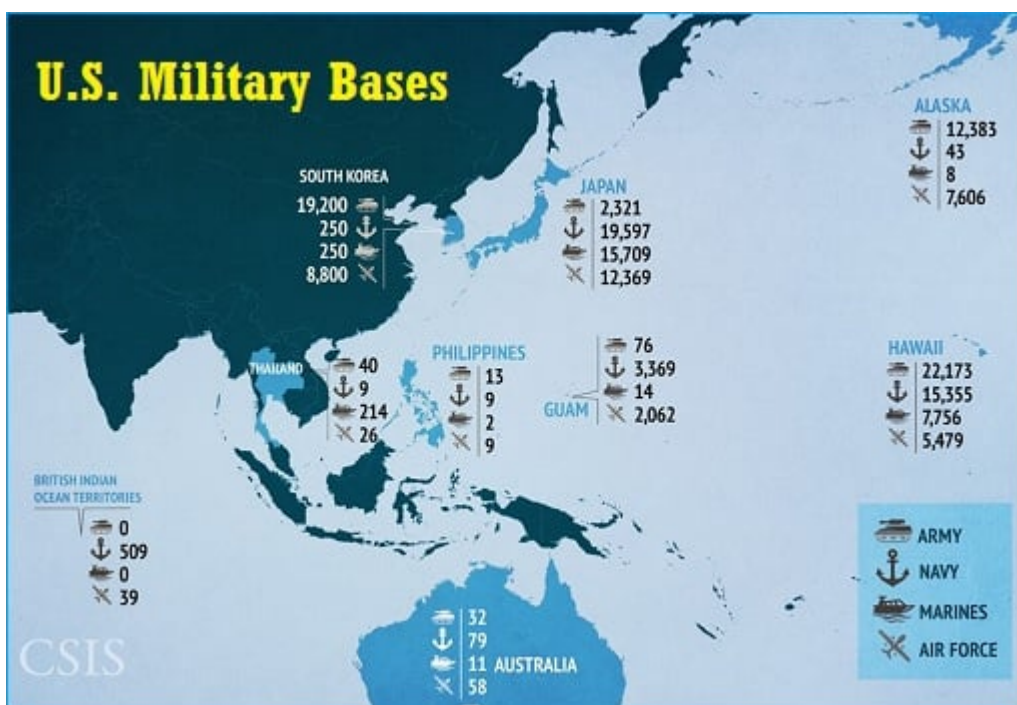 U.S. Military Bases
ALASKA
12,383
43
8
7,606
SOUTH KOREA
19,200
250
250
8,800
JAPAN
2,321
19,597
15,709
12,369
THAILAND
40
9
214
26
PHILIPPINES
13
9
2
9
GUAM
76
3,369
14
2,062
HAWAII
22,173
15,355
7,756
5,479
BRITISH INDIAN
OCEAN TERRITORIES
0
509
0
39
32
79
11 AUSTRALIA
58
ARMY
NAVY
MARINES
AIR FORCE
CSIS